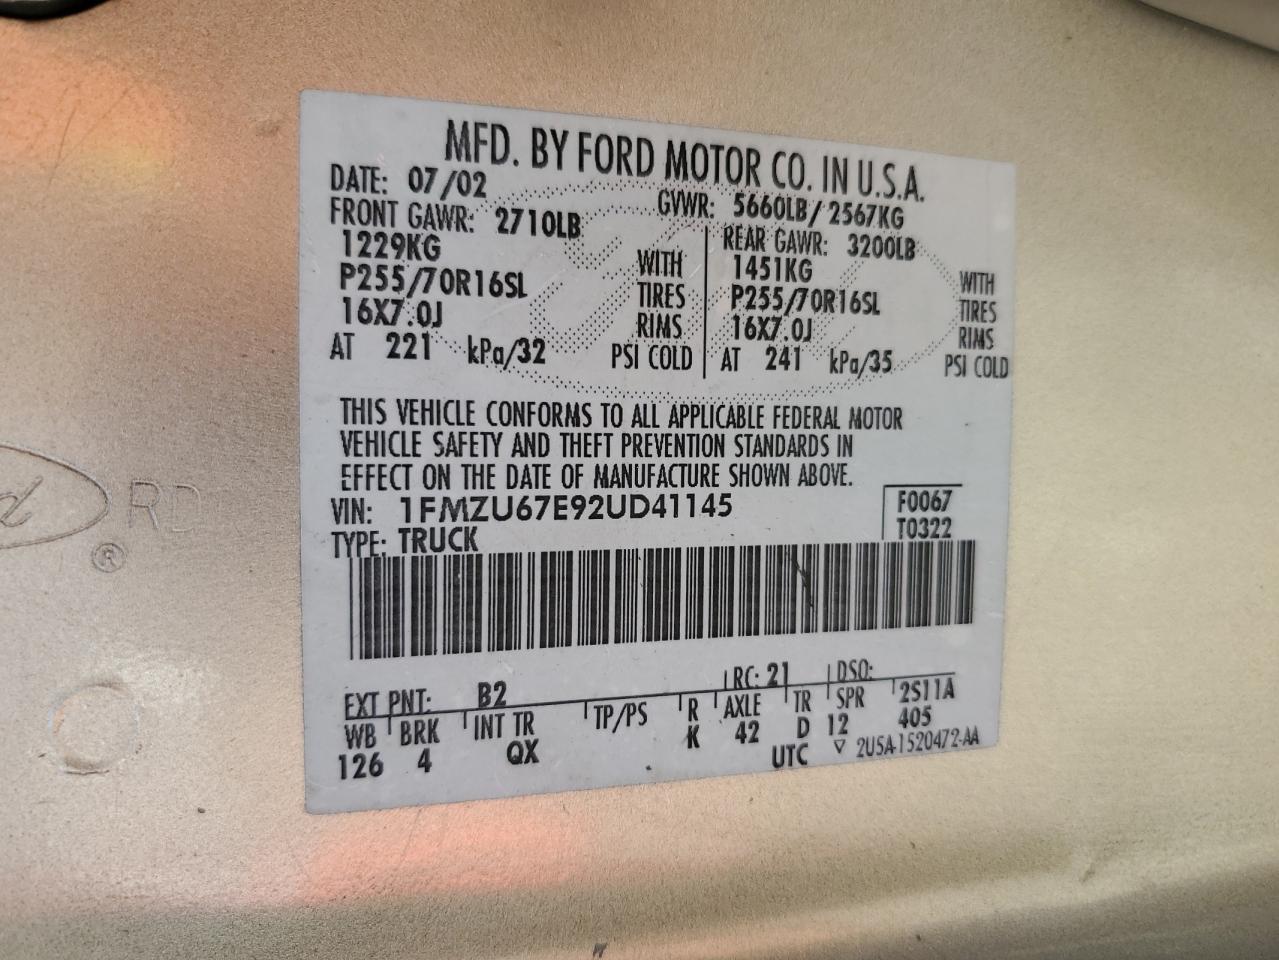 MFD. BY FORD MOTOR CO. IN U.S.A.
DATE: 07/02 GVWR: 5660LB/2567KG
FRONT GAWR: 2710LB REAR GAWR: 3200LB
1229KG WITH 1451KG WITH
P255/70R16SL TIRES P255/70R16SL TIRES
16X7.0J RIMS 16X7.0J RIMS
AT 221 kPa/32 PSI COLD AT 241 kPa/35 PSI COLD
THIS VEHICLE CONFORMS TO ALL APPLICABLE FEDERAL MOTOR
VEHICLE SAFETY AND THEFT PREVENTION STANDARDS IN
EFFECT ON THE DATE OF MANUFACTURE SHOWN ABOVE.
VIN: 1FMZU67E92UD41145 F0067
TYPE: TRUCK T0322
EXT PNT: B2 RC: 21 DSO:
WB BRK INT TR TP/PS R AXLE TR SPR 2S11A
126 4 QX K 42 D 12 405
UTC ▽ 2U5A-1520472-AA
RD
®